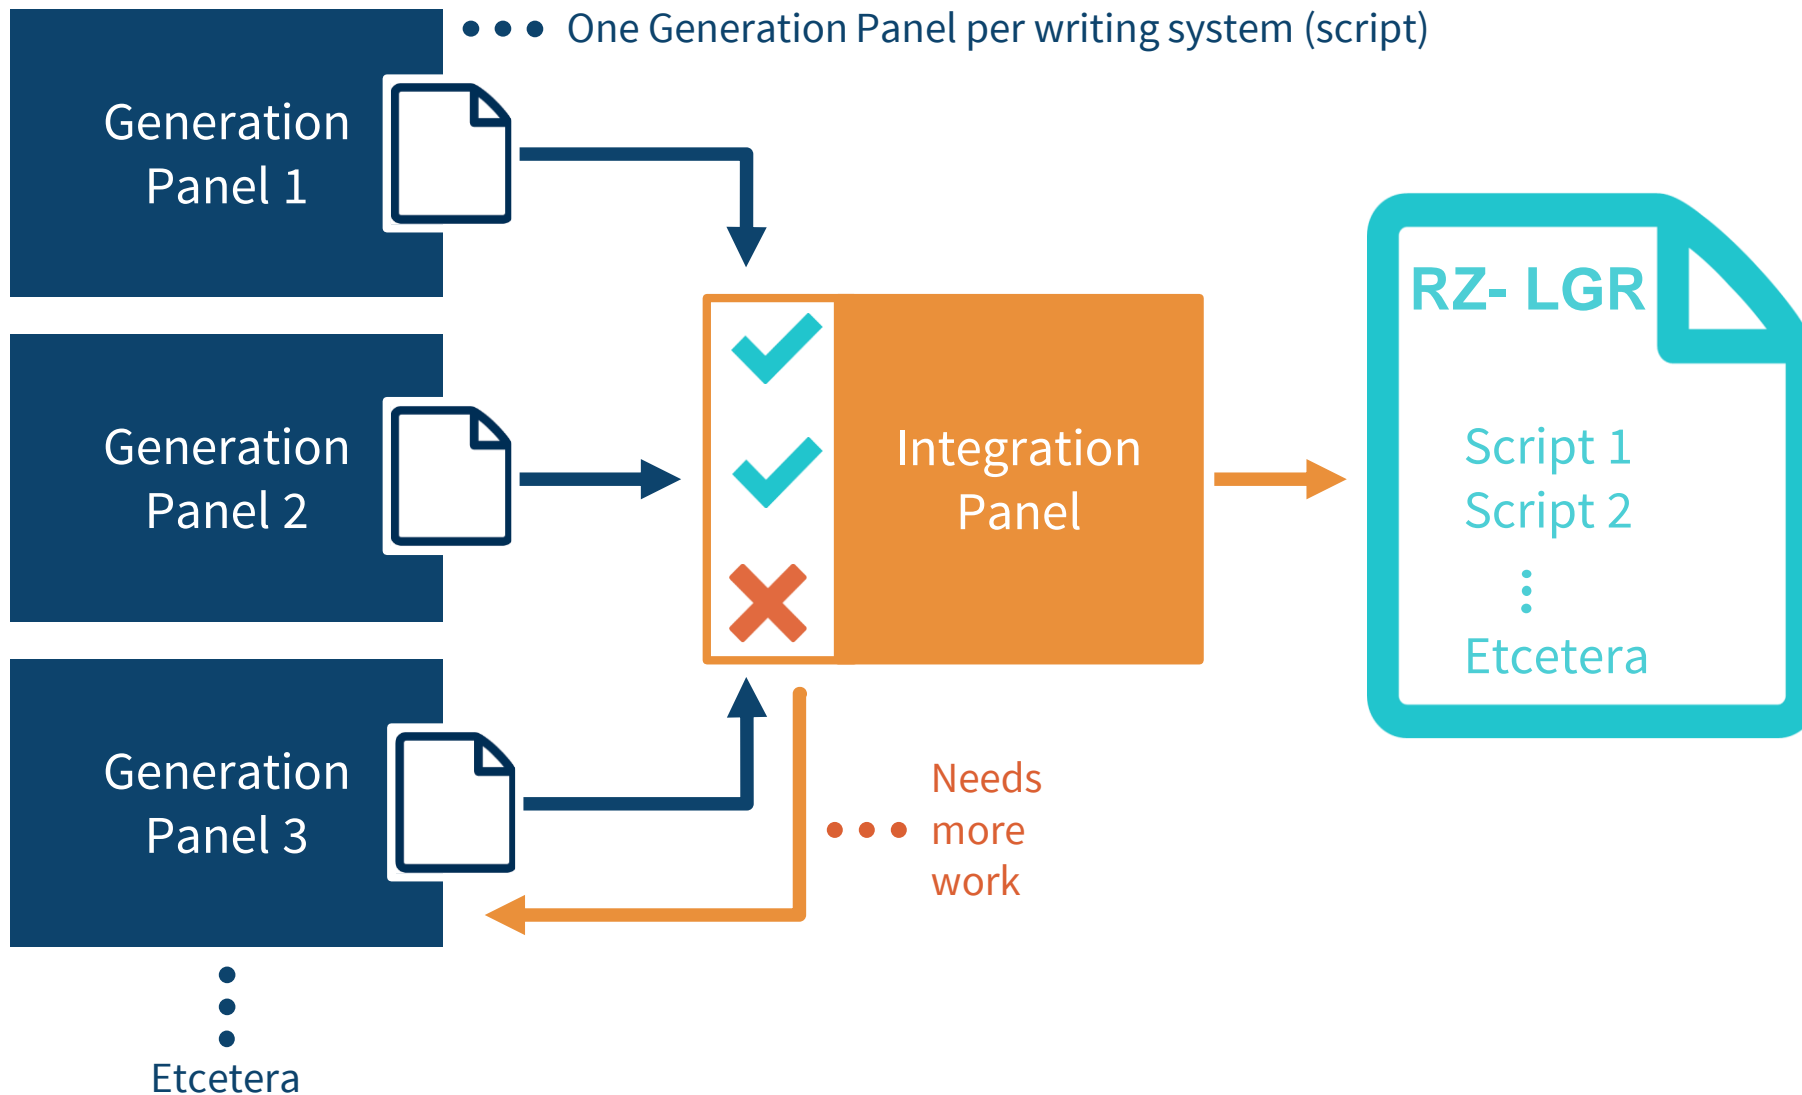 One Generation Panel per writing system (script)
Generation
Panel 1
Generation
Panel 2
Generation
Panel 3
Etcetera
Integration
Panel
Needs
more
work
RZ- LGR
Script 1
Script 2
Etcetera